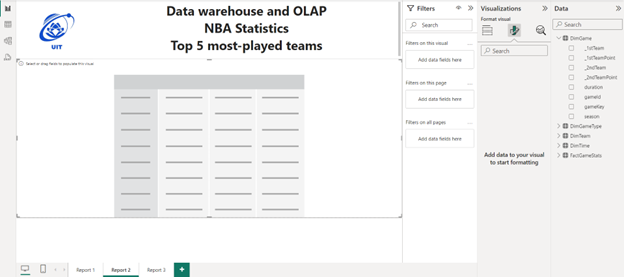 UIT
Data warehouse and OLAP
NBA Statistics
Top 5 most-played teams
Select or drag fields to populate this visual
Report 1
Report 2
Report 3
+
Filters
Search
Filters on this visual
...
Add data fields here
Filters on this page
...
Add data fields here
Filters on all pages
...
Add data fields here
Visualizations
Format visual
Search
Add data to your visual
to start formatting
Data
Search
DimGame
_1stTeam
_1stTeamPoint
_2ndTeam
_2ndTeamPoint
duration
gameId
gameKey
season
DimGameType
DimTeam
DimTime
FactGameStats